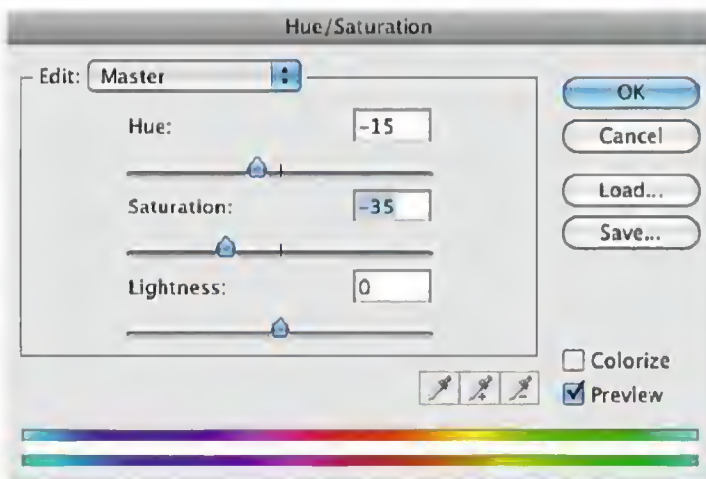 Hue/Saturation
Edit: Master
Hue: -15
Saturation: -35
Lightness: 0
OK
Cancel
Load...
Save...
Colorize
Preview